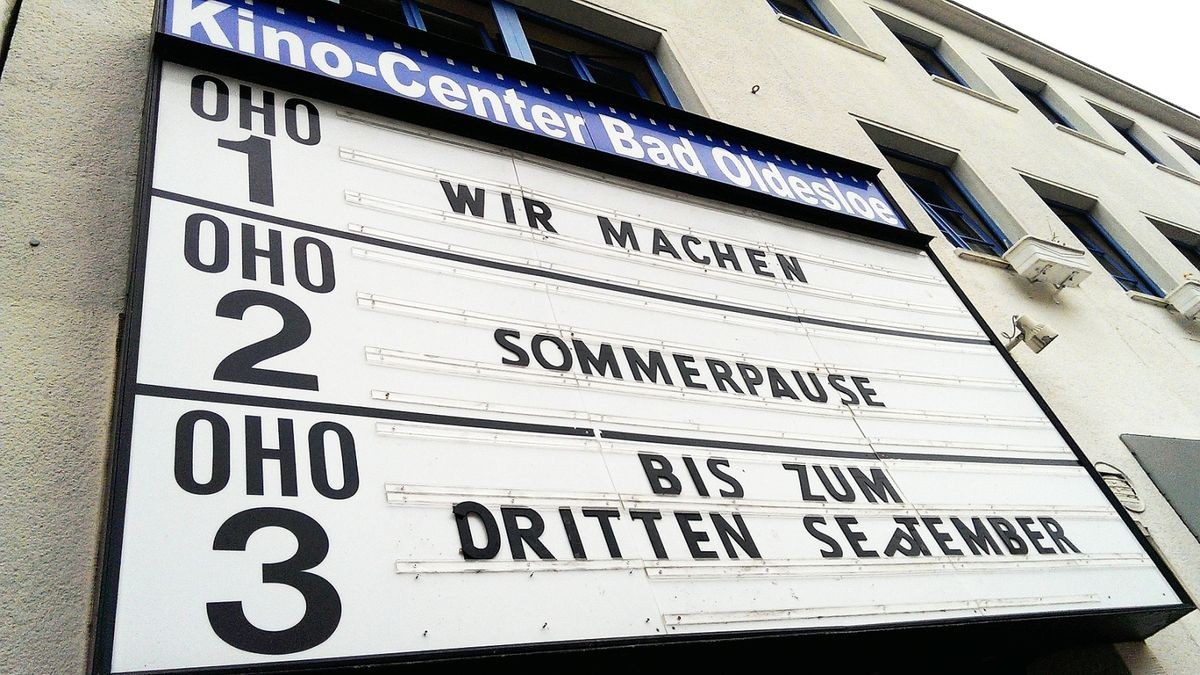 Kino-Center Bad Oldesloe
OHO
1
WIR MACHEN
OHO
2
SOMMERPAUSE
OHO
3
BIS ZUM
DRITTEN SEPTEMBER